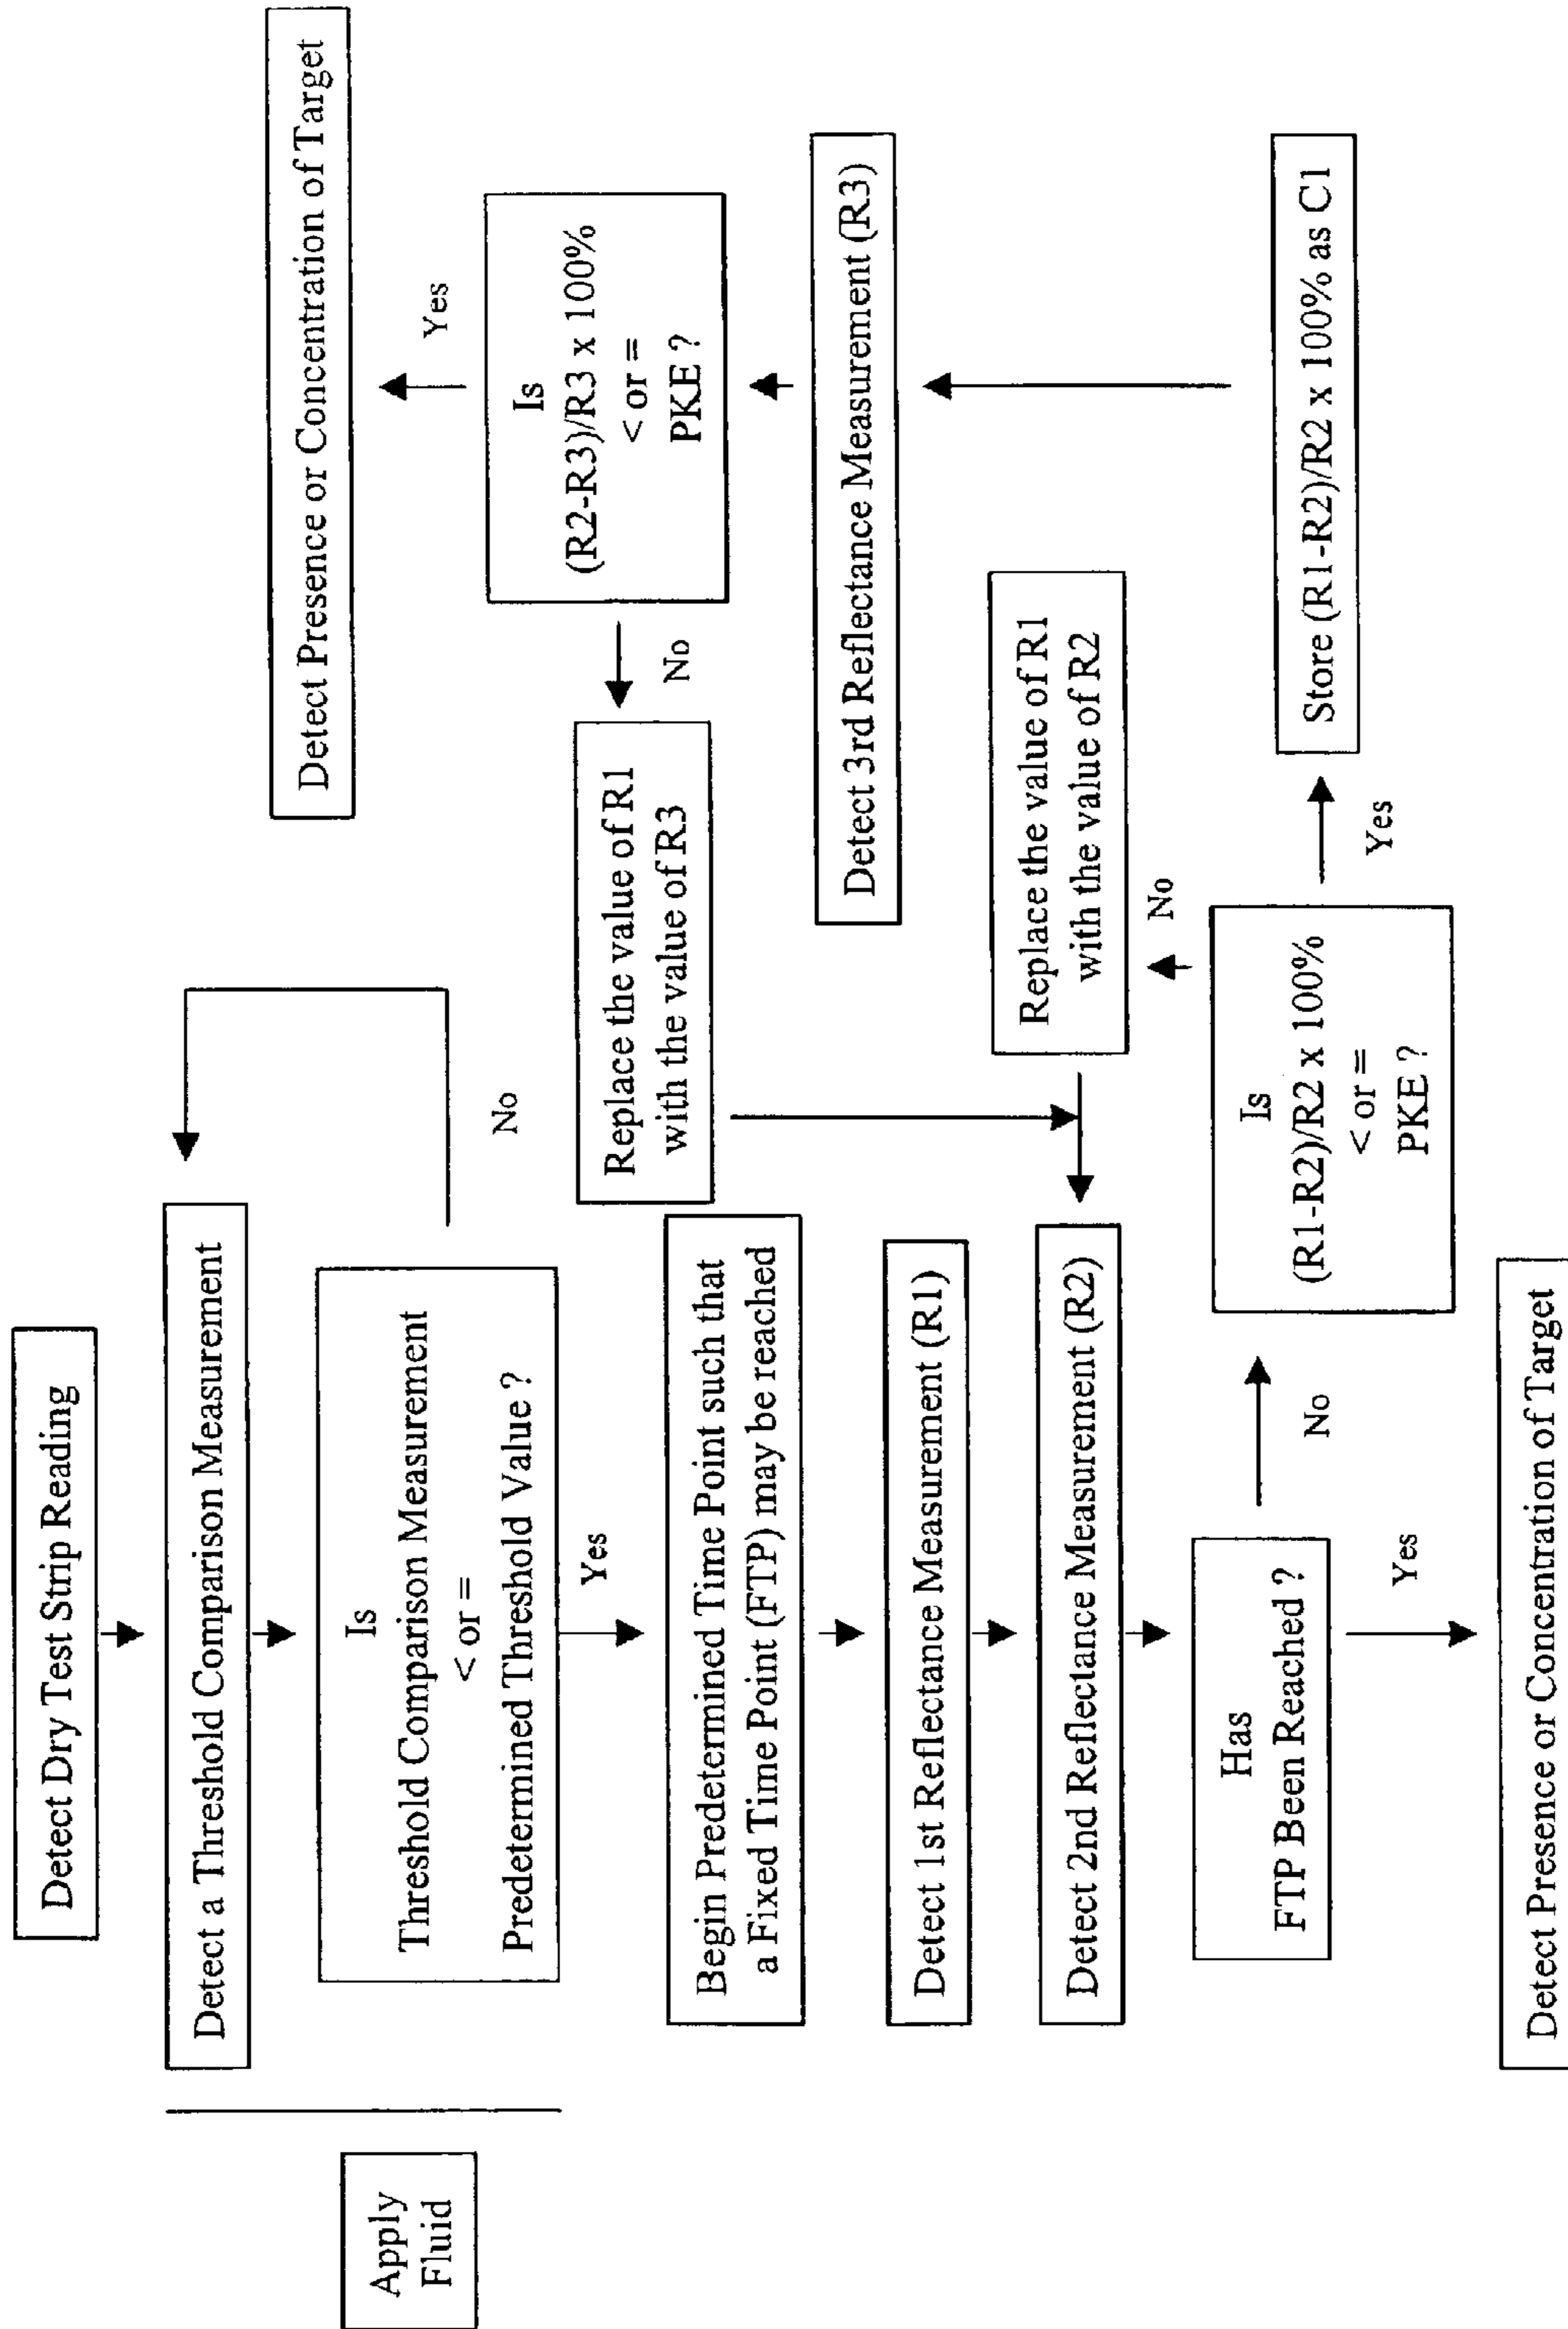 Detect Dry Test Strip Reading
Apply
Fluid
Detect a Threshold Comparison Measurement
Is
Threshold Comparison Measurement
< or =
Predetermined Threshold Value ?
No
Yes
Begin Predetermined Time Point such that
a Fixed Time Point (FTP) may be reached
Detect 1st Reflectance Measurement (R1)
Detect 2nd Reflectance Measurement (R2)
Has
FTP Been Reached ?
No
Yes
Detect Presence or Concentration of Target
Is
(R1-R2)/R2 x 100%
< or =
PKE ?
No
Replace the value of R1
with the value of R2
Yes
Store (R1-R2)/R2 x 100% as C1
Detect 3rd Reflectance Measurement (R3)
Is
(R2-R3)/R3 x 100%
< or =
PKE ?
No
Replace the value of R1
with the value of R3
Yes
Detect Presence or Concentration of Target